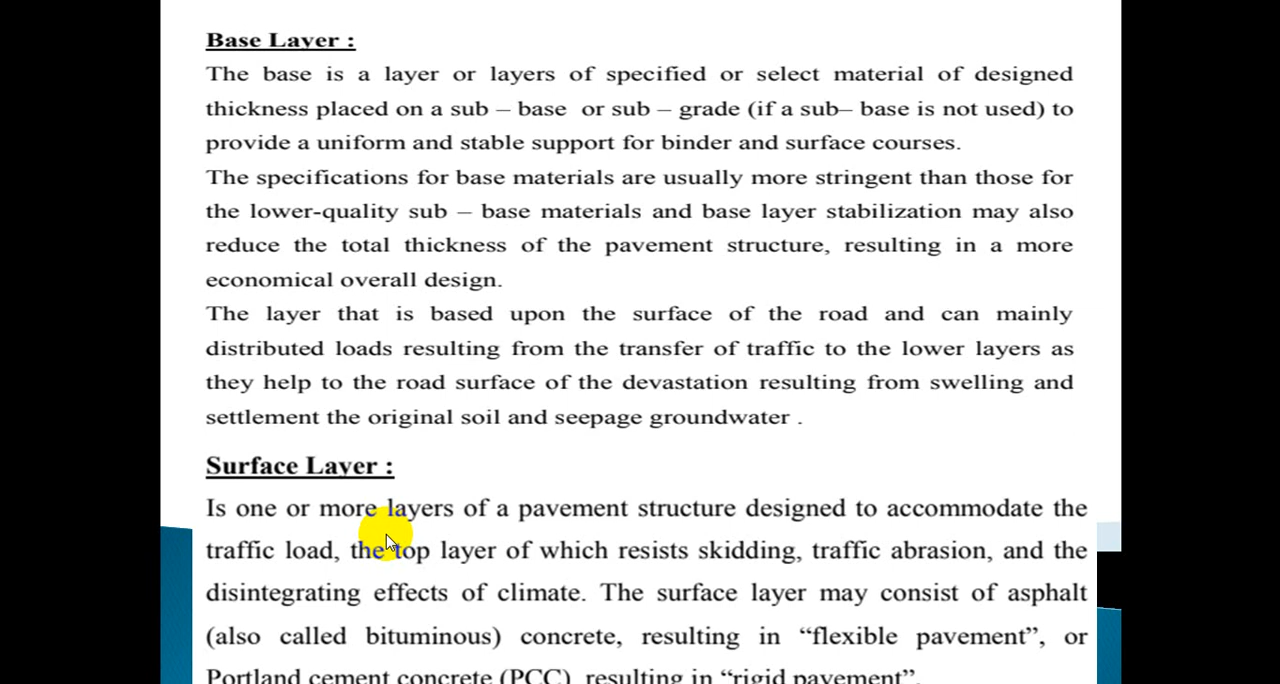 Base Layer :
The base is a layer or layers of specified or select material of designed
thickness placed on a sub – base or sub – grade (if a sub– base is not used) to
provide a uniform and stable support for binder and surface courses.
The specifications for base materials are usually more stringent than those for
the lower-quality sub – base materials and base layer stabilization may also
reduce the total thickness of the pavement structure, resulting in a more
economical overall design.
The layer that is based upon the surface of the road and can mainly
distributed loads resulting from the transfer of traffic to the lower layers as
they help to the road surface of the devastation resulting from swelling and
settlement the original soil and seepage groundwater .
Surface Layer :
Is one or more layers of a pavement structure designed to accommodate the
traffic load, the top layer of which resists skidding, traffic abrasion, and the
disintegrating effects of climate. The surface layer may consist of asphalt
(also called bituminous) concrete, resulting in “flexible pavement”, or
Portland cement concrete (PCC), resulting in “rigid pavement”.